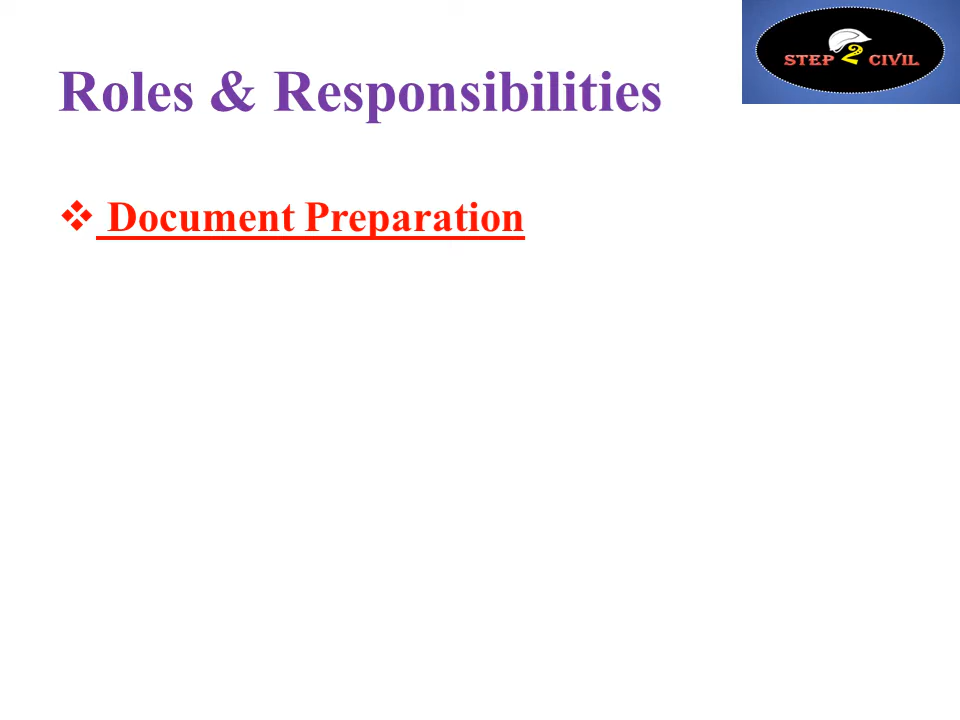 STEP 2 CIVIL
Roles & Responsibilities
❖ Document Preparation